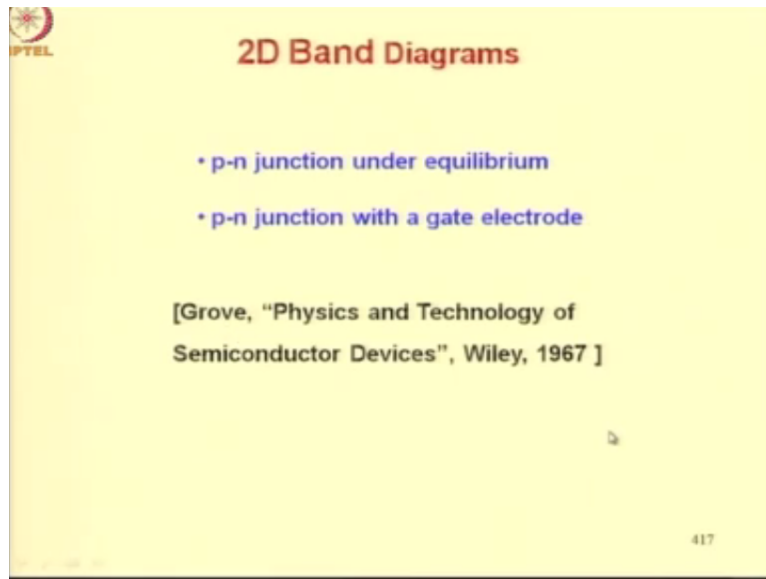 2D Band Diagrams
• p-n junction under equilibrium
• p-n junction with a gate electrode
[Grove, “Physics and Technology of
Semiconductor Devices”, Wiley, 1967 ]
417